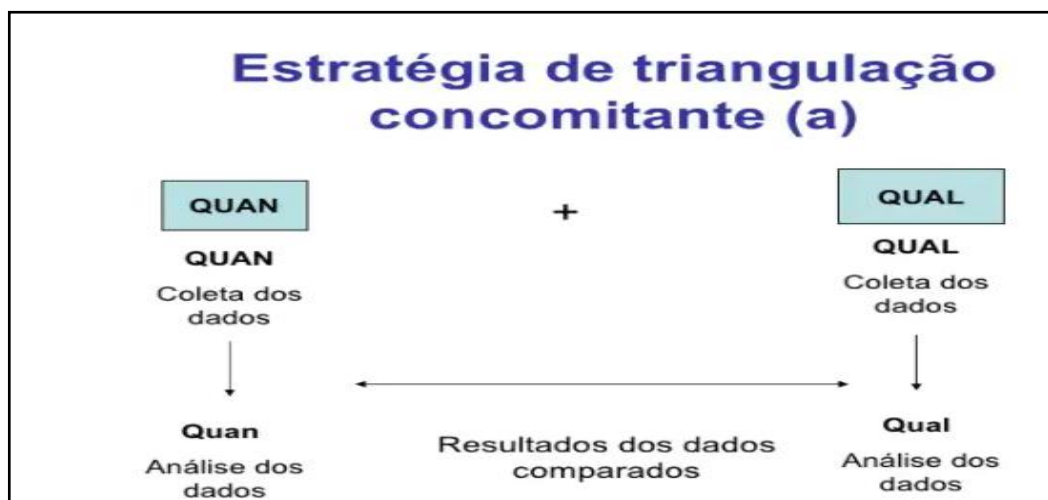 Estratégia de triangulação
concomitante (a)
QUAN
+
QUAL
QUAN
Coleta dos
dados
QUAL
Coleta dos
dados
Quan
Análise dos
dados
Resultados dos dados
comparados
Qual
Análise dos
dados